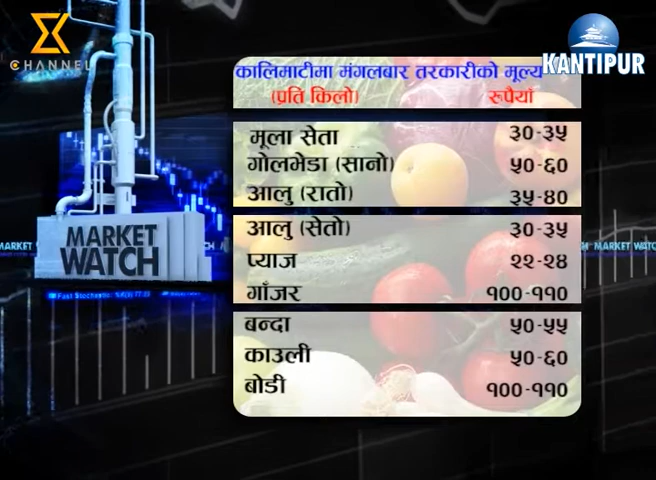 CHANNEL
KANTIPUR
कालिमाटीमा मंगलबार तरकारीको मूल्य
(प्रति किलो) रूपैयाँ
मूला सेता ३०-३५
गोलभेडा (सानो) ५०-६०
आलु (रातो) ३५-४०
आलु (सेतो) ३०-३५
प्याज २२-२४
गाँजर १००-११०
बन्दा ५०-५५
काउली ५०-६०
बोडी १००-११०
MARKET
WATCH
MARKET WATCH
MARKET WATCH